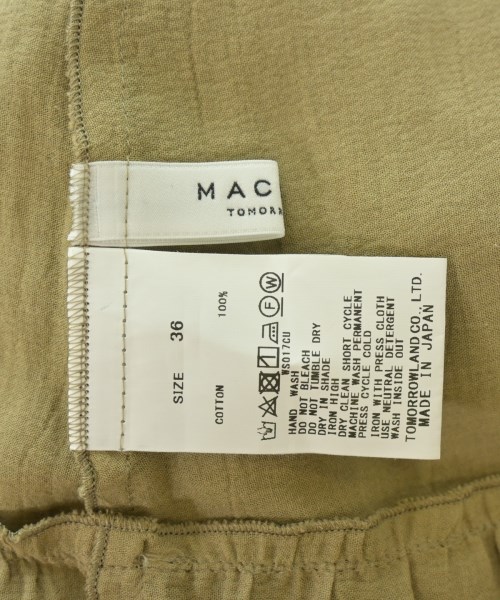 MAC
TOMORR
SIZE 36
COTTON 100%
WS017CU
HAND WASH
DO NOT BLEACH
DO NOT TUMBLE DRY
DRY IN SHADE
IRON HIGH
DRY CLEAN SHORT CYCLE
MACHINE WASH PERMANENT
PRESS CYCLE COLD
IRON WITH PRESS CLOTH
USE NEUTRAL DETERGENT
WASH INSIDE OUT
TOMORROWLAND CO., LTD.
MADE IN JAPAN